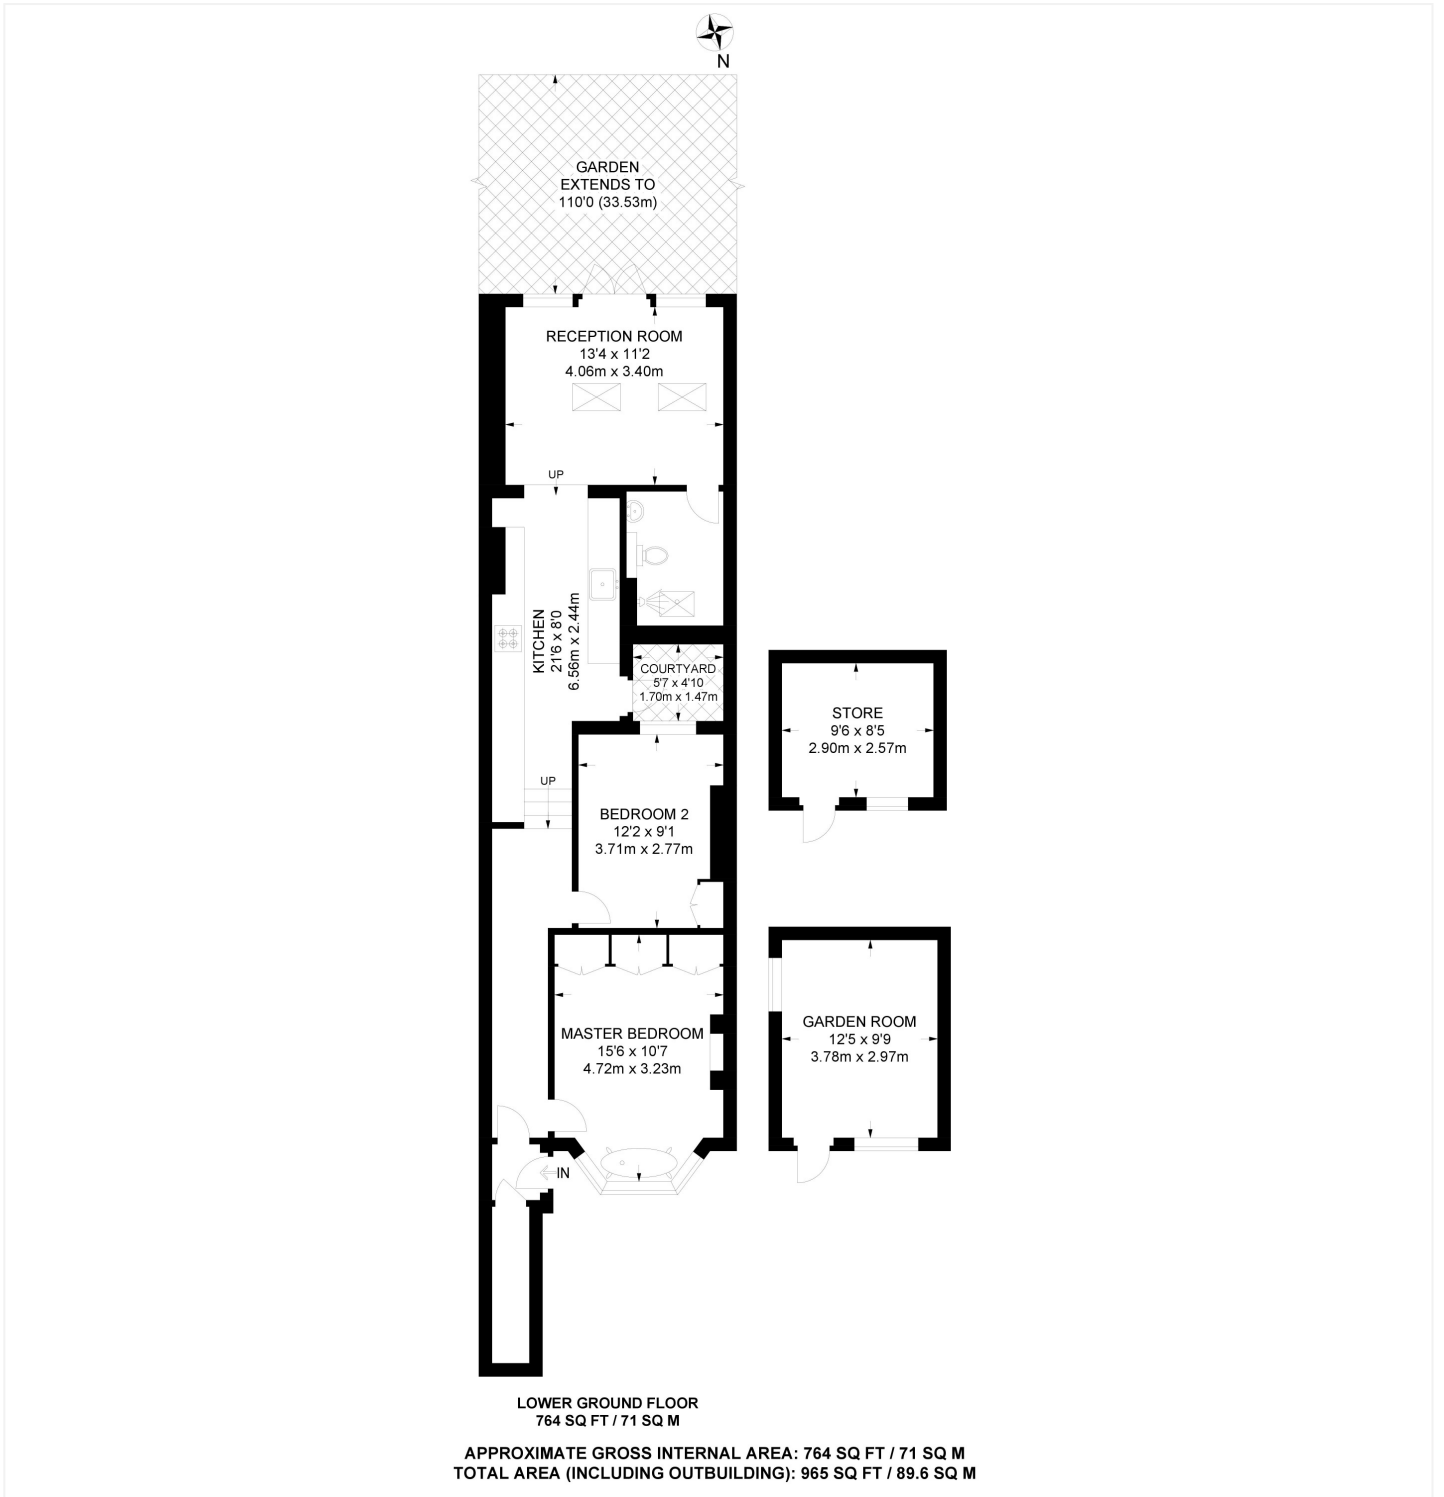 N
GARDEN
EXTENDS TO
110'0 (33.53m)
RECEPTION ROOM
13'4 x 11'2
4.06m x 3.40m
UP
KITCHEN
21'6 x 8'0
6.56m x 2.44m
COURTYARD
5'7 x 4'10
1.70m x 1.47m
STORE
9'6 x 8'5
2.90m x 2.57m
UP
BEDROOM 2
12'2 x 9'1
3.71m x 2.77m
MASTER BEDROOM
15'6 x 10'7
4.72m x 3.23m
GARDEN ROOM
12'5 x 9'9
3.78m x 2.97m
IN
LOWER GROUND FLOOR
764 SQ FT / 71 SQ M
APPROXIMATE GROSS INTERNAL AREA: 764 SQ FT / 71 SQ M
TOTAL AREA (INCLUDING OUTBUILDING): 965 SQ FT / 89.6 SQ M